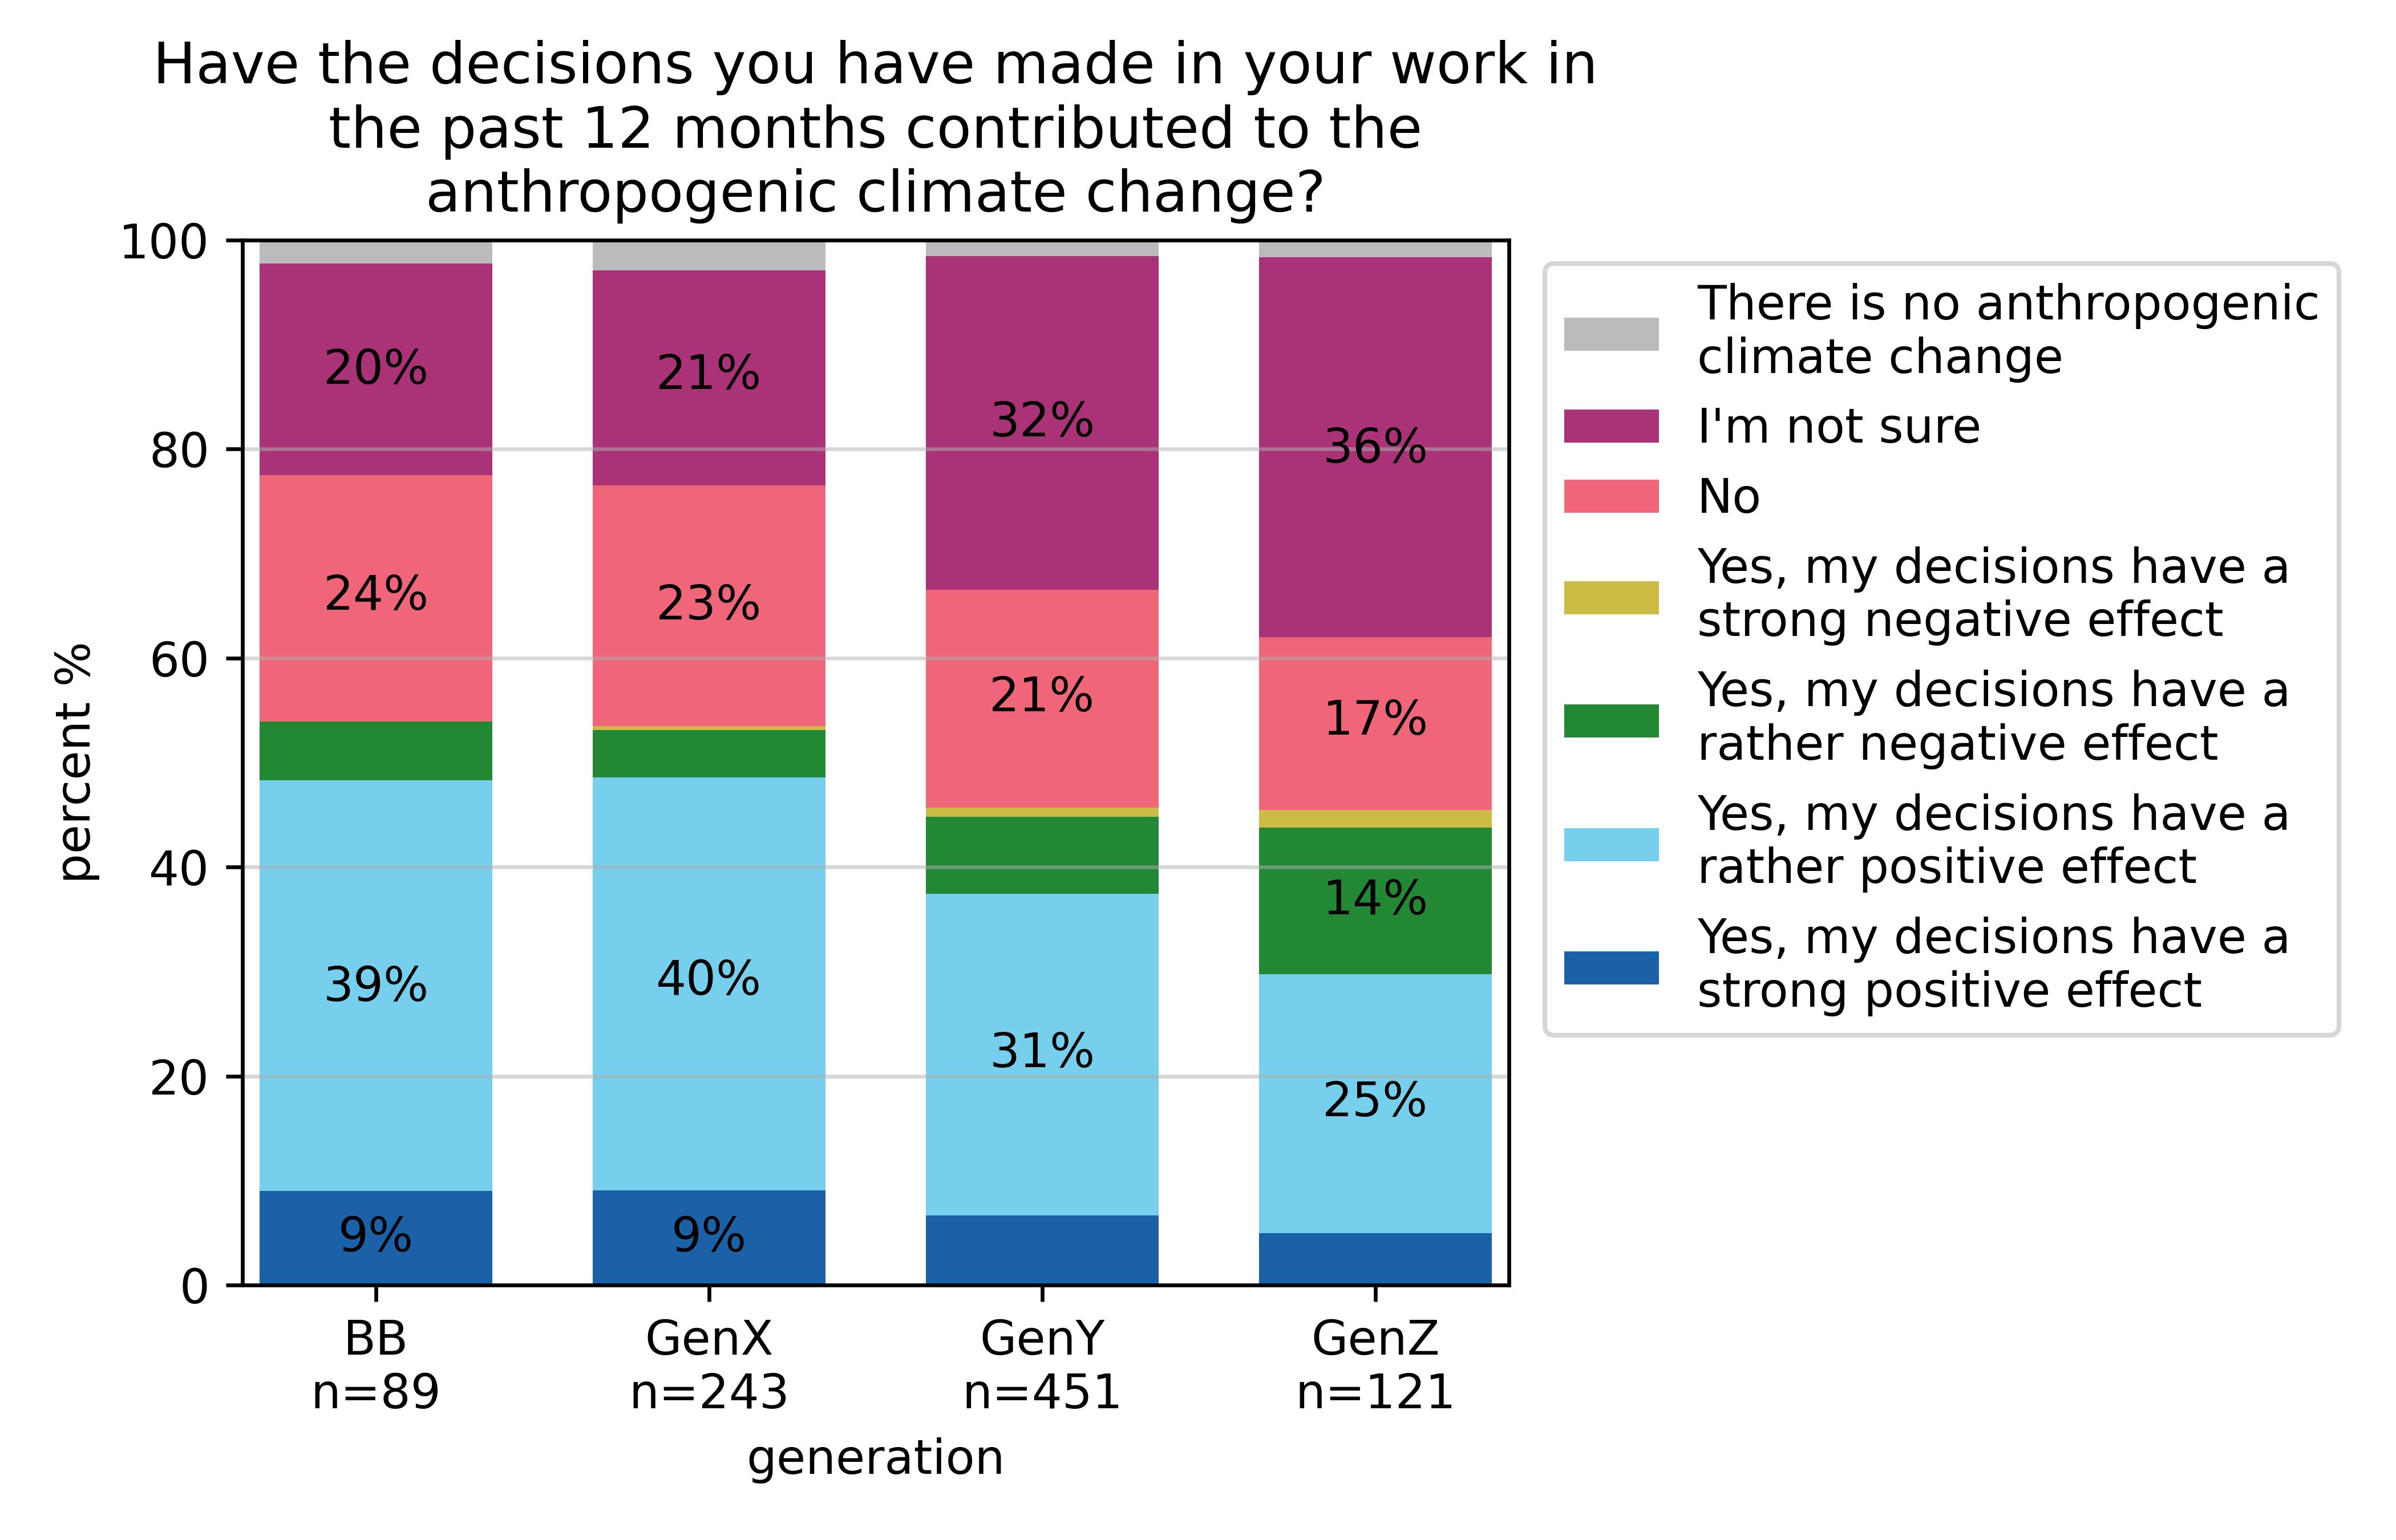 Have the decisions you have made in your work in
the past 12 months contributed to the
anthropogenic climate change?
100
80
60
40
20
0
percent %
20%
24%
39%
9%
21%
23%
40%
9%
32%
21%
31%
36%
17%
14%
25%
BB
n=89
GenX
n=243
GenY
n=451
GenZ
n=121
generation
There is no anthropogenic
climate change
I'm not sure
No
Yes, my decisions have a
strong negative effect
Yes, my decisions have a
rather negative effect
Yes, my decisions have a
rather positive effect
Yes, my decisions have a
strong positive effect